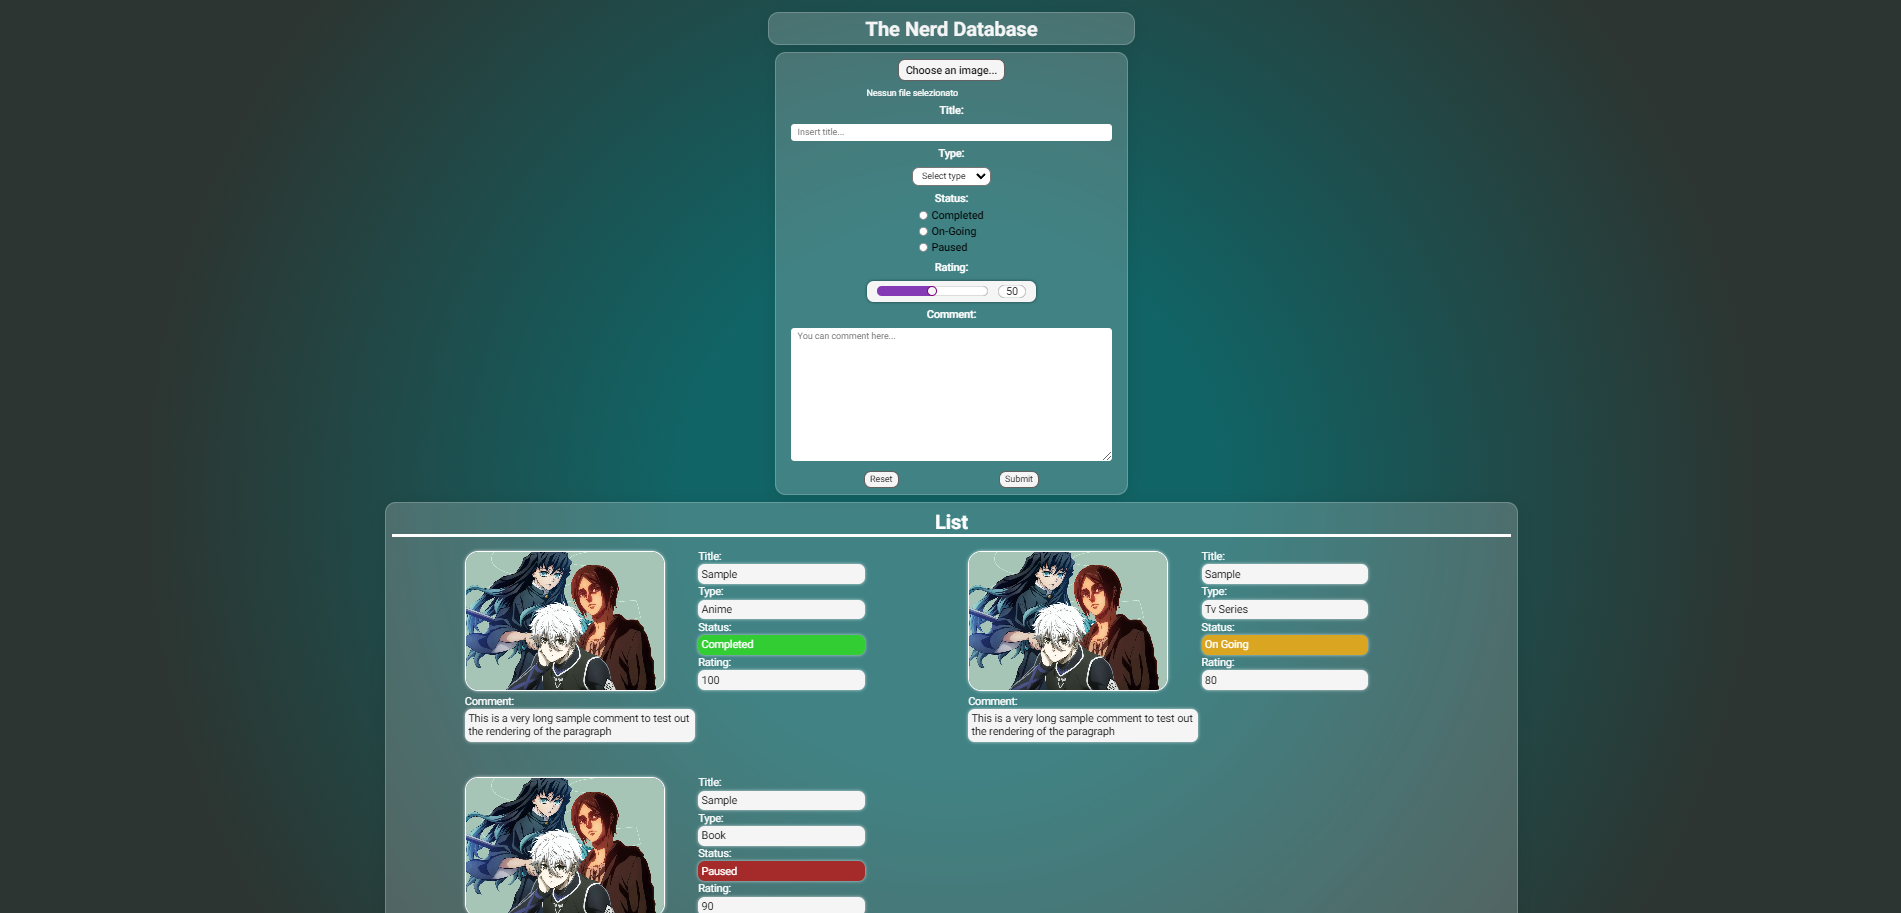 The Nerd Database
Choose an image...
Nessun file selezionato
Title:
Insert title...
Type:
Select type
Status:
Completed
On-Going
Paused
Rating:
50
Comment:
You can comment here...
Reset Submit
List
Title:
Sample
Type:
Anime
Status:
Completed
Rating:
100
Comment:
This is a very long sample comment to test out
the rendering of the paragraph
Title:
Sample
Type:
Tv Series
Status:
On Going
Rating:
80
Comment:
This is a very long sample comment to test out
the rendering of the paragraph
Title:
Sample
Type:
Book
Status:
Paused
Rating:
90